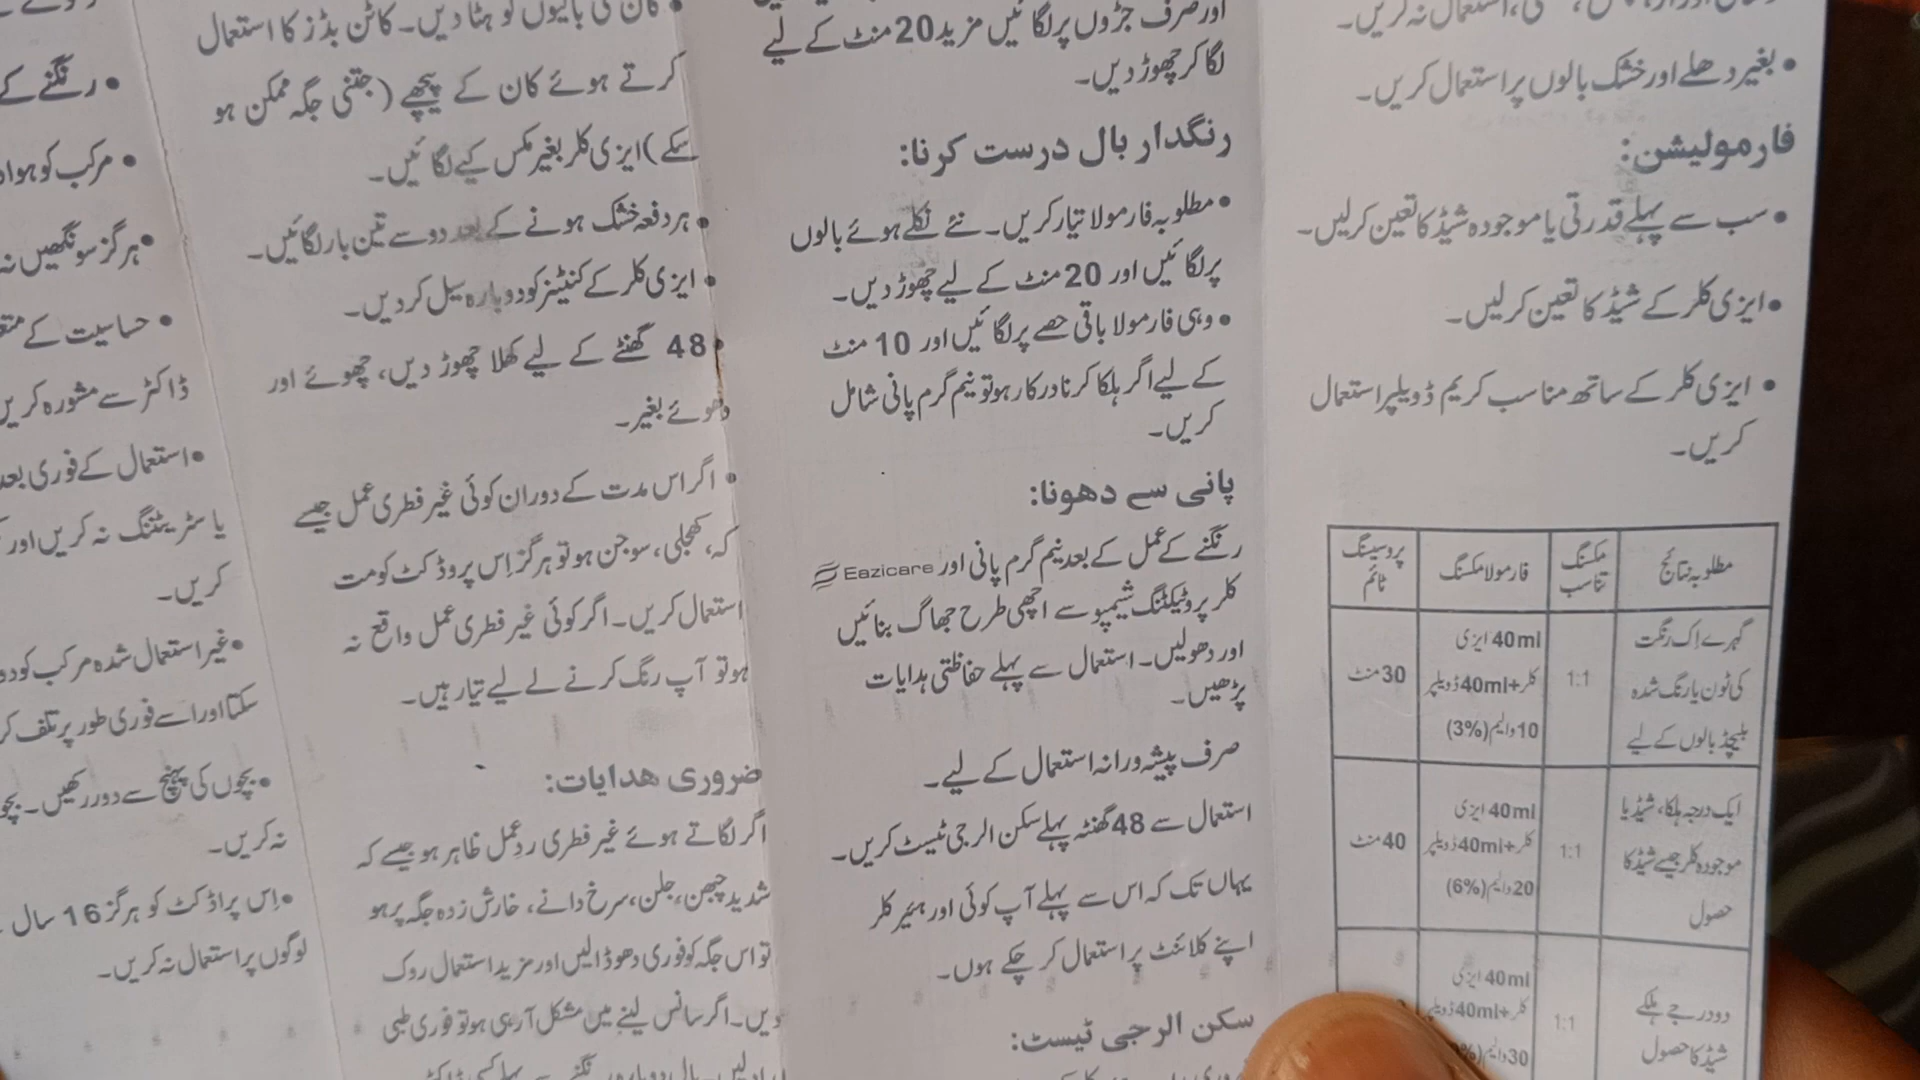 استعمال نہ کریں۔
• بغیر دھلے اور خشک بالوں پر استعمال کریں۔
فارمولیشن:
• سب سے پہلے قدرتی یا موجودہ شیڈ کا تعین کرلیں۔
• ایزی کلر کے شیڈ کا تعین کرلیں۔
• ایزی کلر کے ساتھ مناسب کریم ڈویلپر استعمال
کریں۔
مطلوبہ نتائج
مکسنگ تناسب
فارمولا مکسنگ
پروسیسنگ ٹائم
گہرے اِک رنگت
کی ٹون یا رنگ شدہ
بلیچڈ بالوں کے لیے
1:1
40ml ایزی
کلر+40ml ڈویلپر
10 والیم (3%)
30 منٹ
ایک درجہ ہلکا، شیڈ یا
موجودہ کلر جیسے شیڈ کا
حصول
1:1
40ml ایزی
کلر+40ml ڈویلپر
20 والیم (6%)
40 منٹ
دو درجے ہلکے
شیڈ کا حصول
1:1
40ml ایزی
کلر+40ml ڈویلپر
30 والیم
اور صرف جڑوں پر لگائیں مزید 20 منٹ کے لیے
لگا کر چھوڑ دیں۔
رنگدار بال درست کرنا:
• مطلوبہ فارمولا تیار کریں۔ نئے نکلے ہوئے بالوں
پر لگائیں اور 20 منٹ کے لیے چھوڑ دیں۔
• وہی فارمولا باقی حصے پر لگائیں اور 10 منٹ
کے لیے اگر ہلکا کرنا درکار ہو تو نیم گرم پانی شامل
کریں۔
پانی سے دھونا:
رنگنے کے عمل کے بعد نیم گرم پانی اور Eazicare
کلر پروٹیکٹنگ شیمپو سے اچھی طرح جھاگ بنائیں
اور دھولیں۔ استعمال سے پہلے حفاظتی ہدایات
پڑھیں۔
صرف پیشہ ورانہ استعمال کے لیے۔
استعمال سے 48 گھنٹہ پہلے سکن الرجی ٹیسٹ کریں۔
یہاں تک کہ اس سے پہلے آپ کوئی اور ہئیر کلر
اپنے کلائنٹ پر استعمال کر چکے ہوں۔
سکن الرجی ٹیسٹ:
کان کی بالیوں کو ہٹا دیں۔ کاٹن بڈز کا استعمال
کرتے ہوئے کان کے پیچھے (جتنی جگہ ممکن ہو
سکے) ایزی کلر بغیر مکس کیے لگائیں۔
• ہر دفعہ خشک ہونے کے بعد دو سے تین بار لگائیں۔
• ایزی کلر کے کنٹینر کو دوبارہ سیل کر دیں۔
• 48 گھنٹے کے لیے کھلا چھوڑ دیں، چھوئے اور
دھوئے بغیر۔
• اگر اس مدت کے دوران کوئی غیر فطری عمل جیسے
کہ، کھجلی، سوجن ہو تو ہرگز اِس پروڈکٹ کو مت
استعمال کریں۔ اگر کوئی غیر فطری عمل واقع نہ
ہو تو آپ رنگ کرنے لے لیے تیار ہیں۔
ضروری ھدایات:
اگر لگاتے ہوئے غیر فطری ردِعمل ظاہر ہو جیسے کہ
شدید چبھن، جلن، سرخ دانے، خارش زدہ جگہ پر ہو
تو اس جگہ کو فوری دھو ڈالیں اور مزید استعمال روک
دیں۔ اگر سانس لینے میں مشکل آ رہی ہو تو فوری طبی
• رنگنے کے
• مرکب کو ہوا
• ہرگز سونگھیں نہ
• حساسیت کے
ڈاکٹر سے مشورہ کریں
• استعمال کے فوری بعد
یا سٹریٹنگ نہ کریں اور
کریں۔
• غیر استعمال شدہ مرکب کو
سکتا اور اسے فوری طور پر تلف
• بچوں کی پہنچ سے دور رکھیں۔
نہ کریں۔
• اِس پراڈکٹ کو ہرگز 16 سال
لوگوں پر استعمال نہ کریں۔